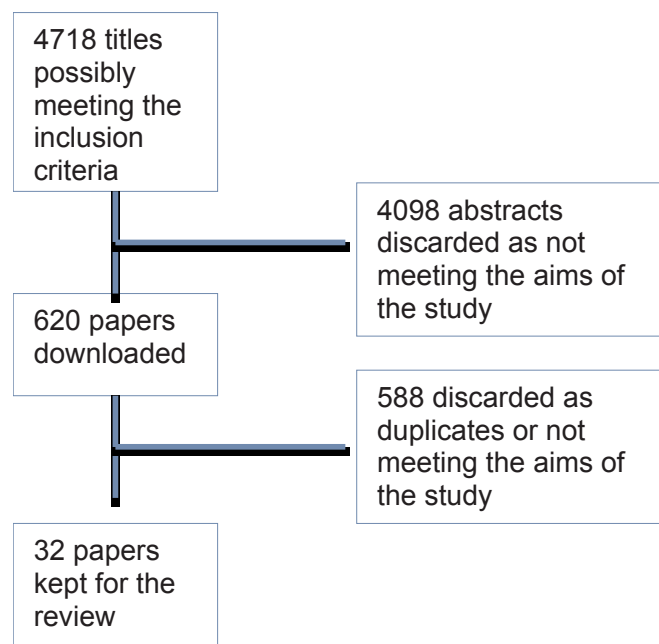 4718 titles
possibly
meeting the
inclusion
criteria
4098 abstracts
discarded as not
meeting the aims of
the study
620 papers
downloaded
588 discarded as
duplicates or not
meeting the aims of
the study
32 papers
kept for the
review